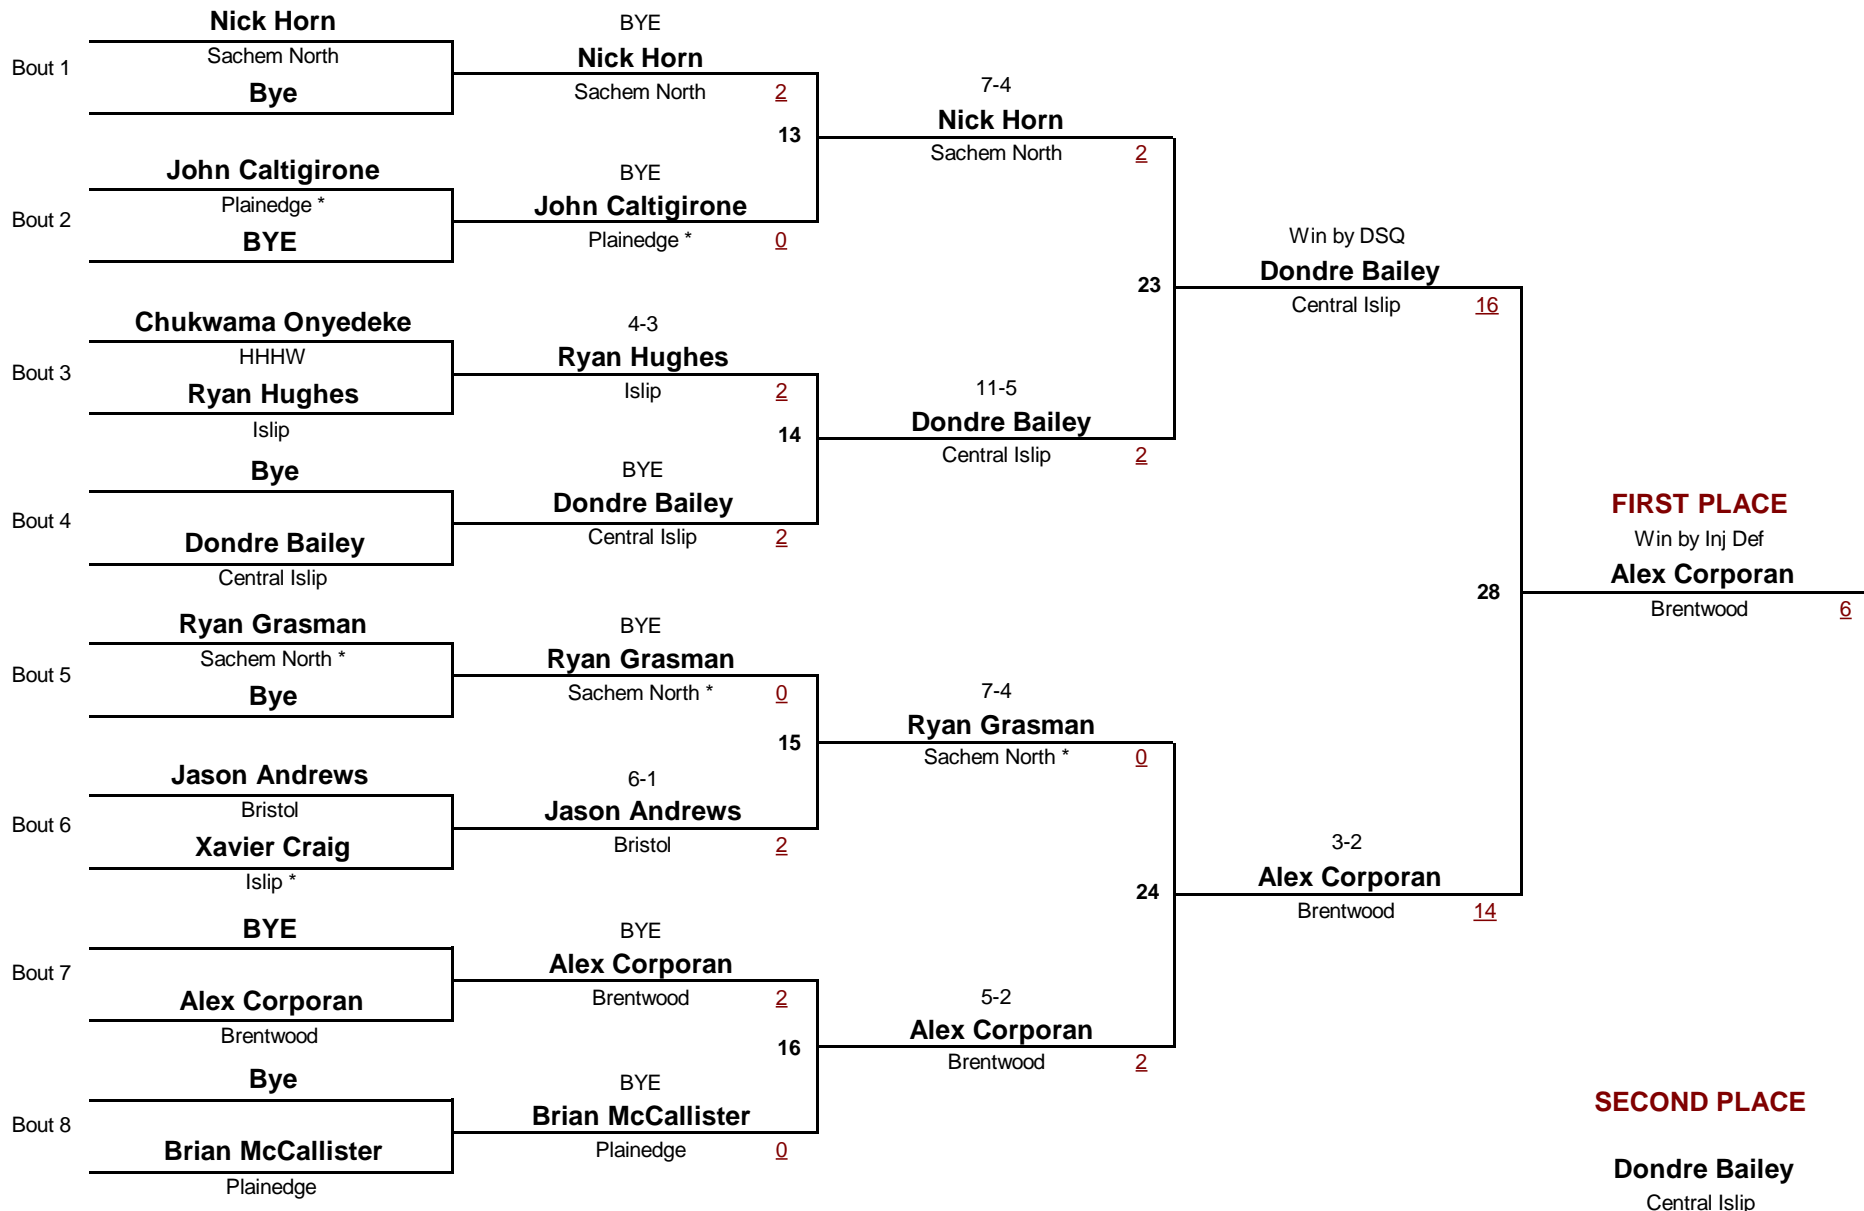 Nick Horn
Bout 1
Sachem North
Bye
John Caltigirone
Bout 2
Plainedge *
BYE
Chukwama Onyedeke
Bout 3
HHHW
Ryan Hughes
Islip
Bye
Bout 4
Dondre Bailey
Central Islip
Ryan Grasman
Bout 5
Sachem North *
Bye
Jason Andrews
Bout 6
Bristol
Xavier Craig
Islip *
BYE
Bout 7
Alex Corporan
Brentwood
Bye
Bout 8
Brian McCallister
Plainedge
BYE
Nick Horn
Sachem North 2
13
BYE
John Caltigirone
Plainedge * 0
4-3
Ryan Hughes
Islip 2
14
BYE
Dondre Bailey
Central Islip 2
BYE
Ryan Grasman
Sachem North * 0
15
6-1
Jason Andrews
Bristol 2
BYE
Alex Corporan
Brentwood 2
16
BYE
Brian McCallister
Plainedge 0
7-4
Nick Horn
Sachem North 2
23
11-5
Dondre Bailey
Central Islip 2
7-4
Ryan Grasman
Sachem North * 0
24
5-2
Alex Corporan
Brentwood 2
Win by DSQ
Dondre Bailey
Central Islip 16
28
3-2
Alex Corporan
Brentwood 14
FIRST PLACE
Win by Inj Def
Alex Corporan
Brentwood 6
SECOND PLACE
Dondre Bailey
Central Islip